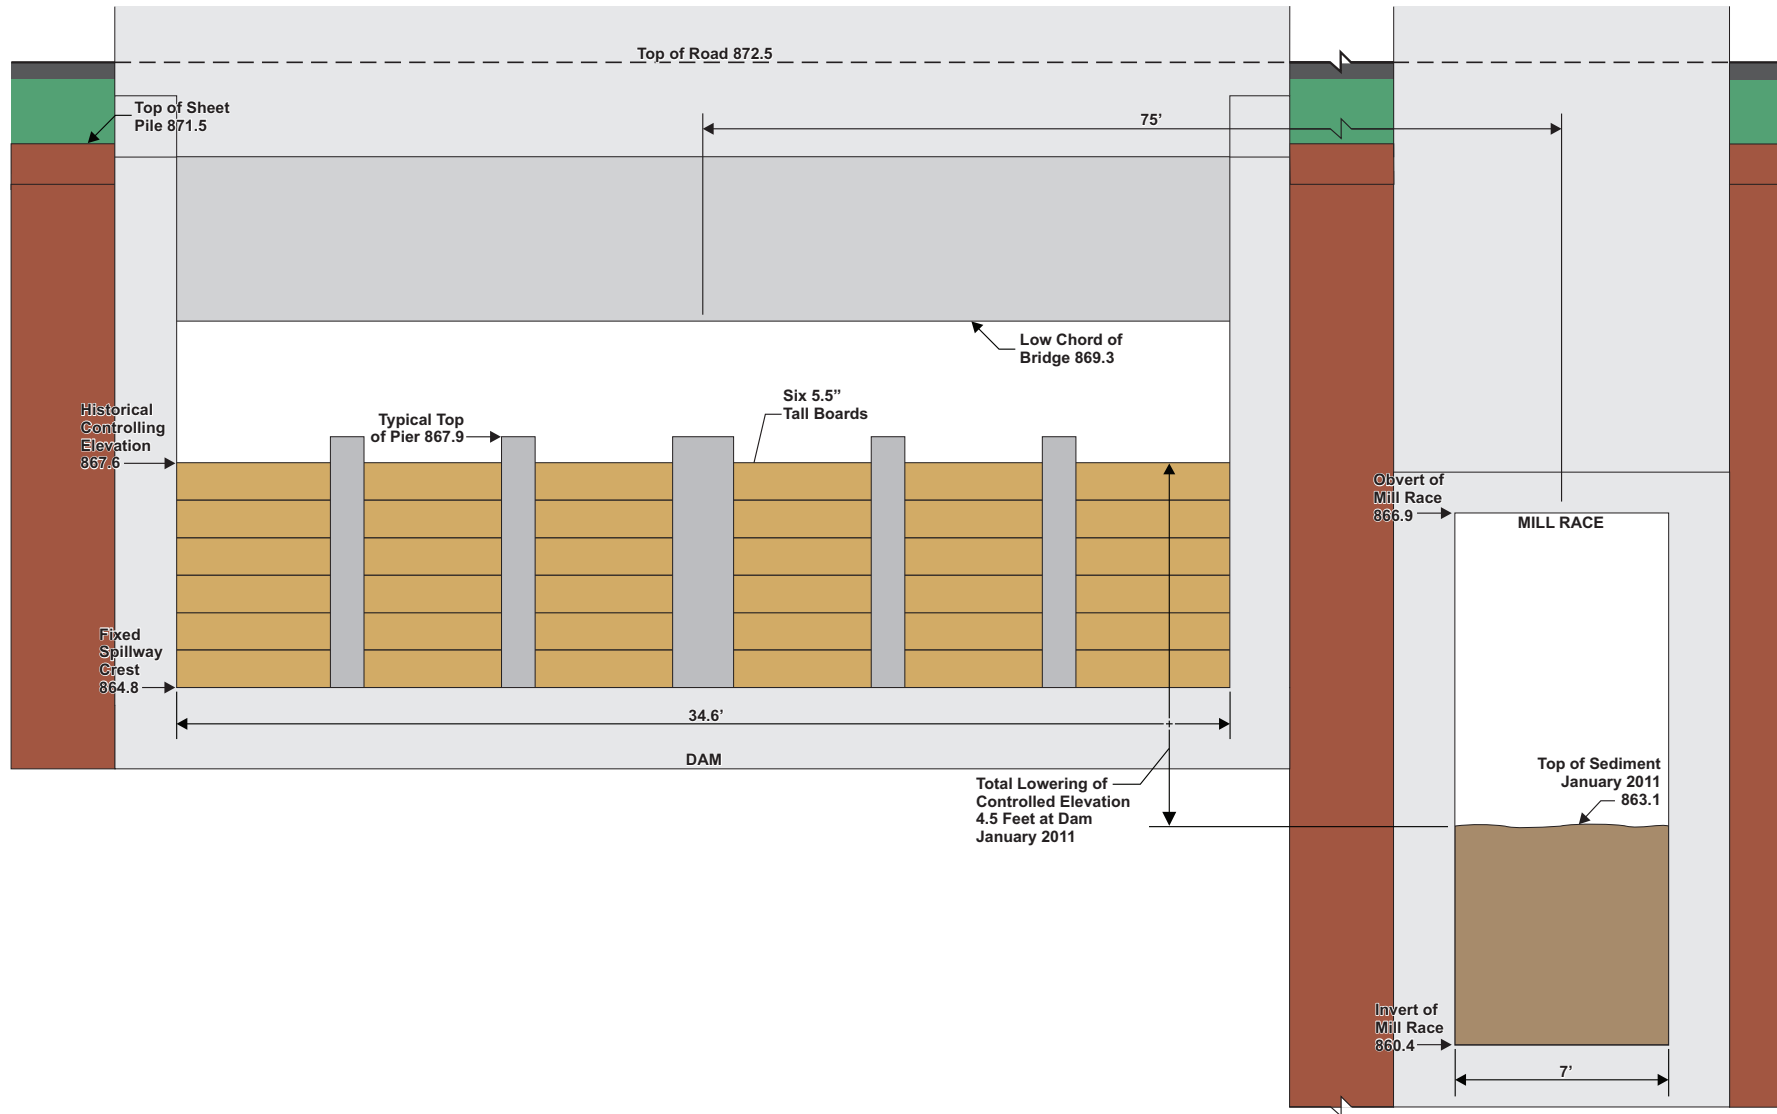 Top of Road 872.5
Top of Sheet
Pile 871.5
75’
Low Chord of
Bridge 869.3
Six 5.5”
Tall Boards
Typical Top
of Pier 867.9
Historical
Controlling
Elevation
867.6
Obvert of
Mill Race
866.9
MILL RACE
Fixed
Spillway
Crest
864.8
34.6’
DAM
Total Lowering of
Controlled Elevation
4.5 Feet at Dam
January 2011
Top of Sediment
January 2011
863.1
Invert of
Mill Race
860.4
7’